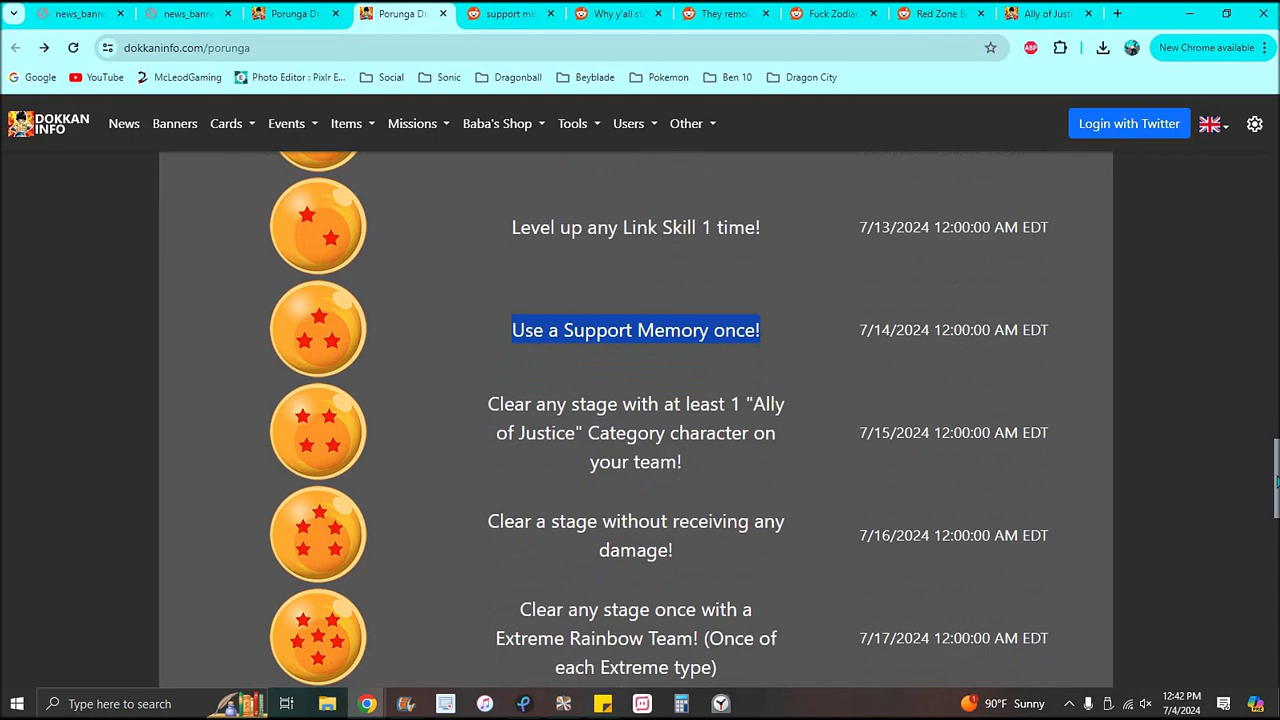 news_banne
news_bann
Porunga Dr
Porunga Dr
support me
Why y'all st
They remov
Fuck Zodia
Red Zone B
Ally of Justi
dokkaninfo.com/porunga
ABP
New Chrome available
Google
YouTube
McLeodGaming
Photo Editor : Pixlr E...
Social
Sonic
Dragonball
Beyblade
Pokemon
Ben 10
Dragon City
DOKKAN
INFO
News
Banners
Cards
Events
Items
Missions
Baba's Shop
Tools
Users
Other
Login with Twitter
Level up any Link Skill 1 time!
7/13/2024 12:00:00 AM EDT
Use a Support Memory once!
7/14/2024 12:00:00 AM EDT
Clear any stage with at least 1 "Ally
of Justice" Category character on
your team!
7/15/2024 12:00:00 AM EDT
Clear a stage without receiving any
damage!
7/16/2024 12:00:00 AM EDT
Clear any stage once with a
Extreme Rainbow Team! (Once of
each Extreme type)
7/17/2024 12:00:00 AM EDT
Type here to search
90°F Sunny
12:42 PM
7/4/2024